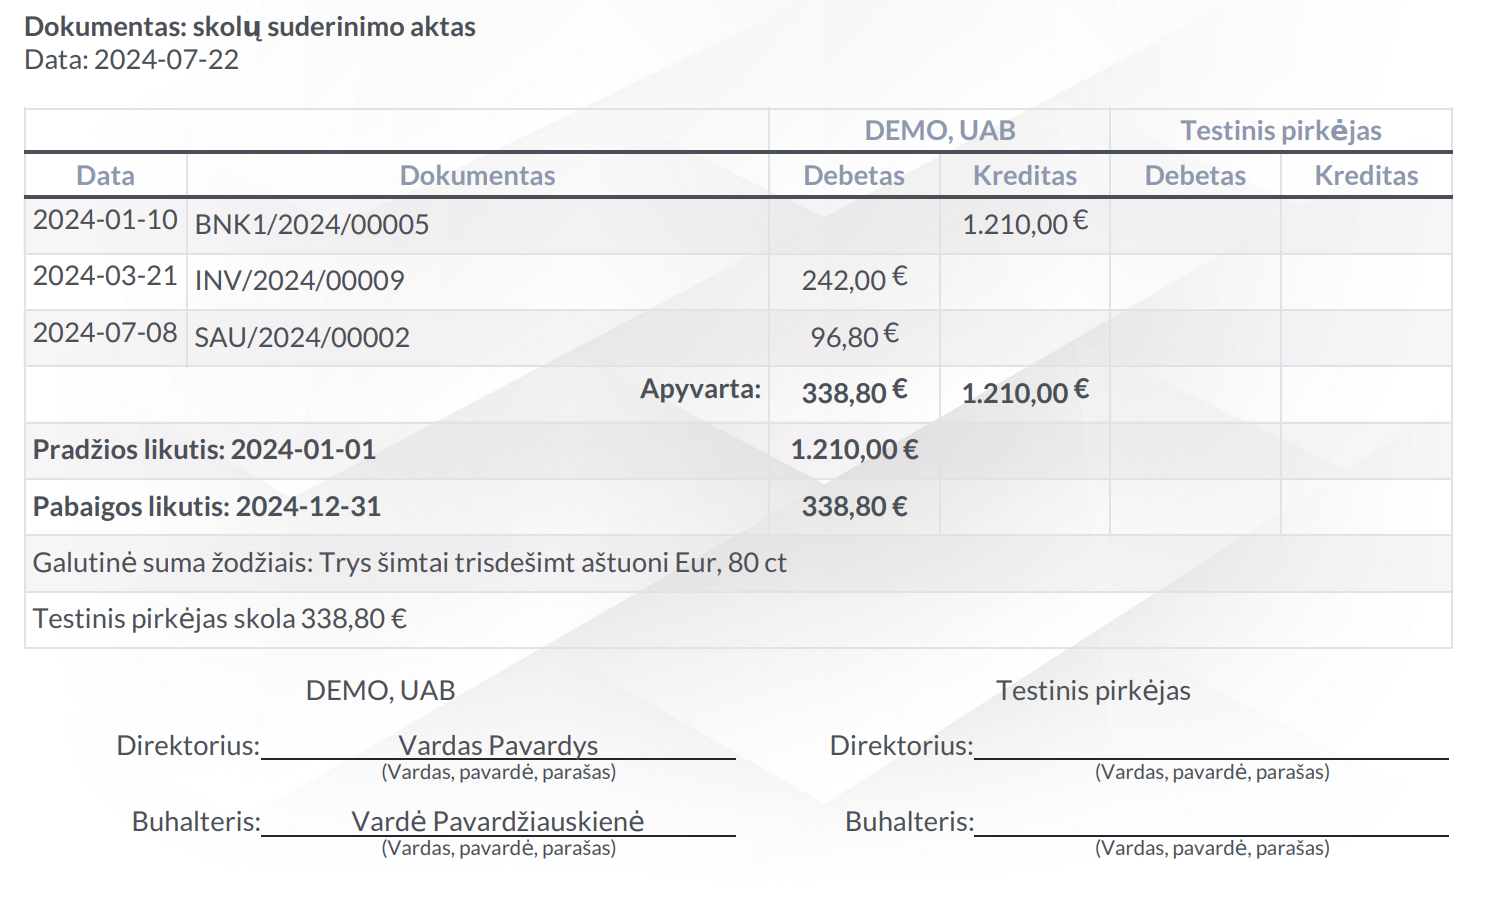 Dokumentas: skolų suderinimo aktas
Data: 2024-07-22
DEMO, UAB Testinis pirkėjas
Data Dokumentas Debetas Kreditas Debetas Kreditas
2024-01-10 BNK1/2024/00005 1.210,00 €
2024-03-21 INV/2024/00009 242,00 €
2024-07-08 SAU/2024/00002 96,80 €
Apyvarta: 338,80 € 1.210,00 €
Pradžios likutis: 2024-01-01 1.210,00 €
Pabaigos likutis: 2024-12-31 338,80 €
Galutinė suma žodžiais: Trys šimtai trisdešimt aštuoni Eur, 80 ct
Testinis pirkėjas skola 338,80 €
DEMO, UAB Testinis pirkėjas
Direktorius: Vardas Pavardys Direktorius:
(Vardas, pavardė, parašas) (Vardas, pavardė, parašas)
Buhalteris: Vardė Pavardžiauskienė Buhalteris:
(Vardas, pavardė, parašas) (Vardas, pavardė, parašas)